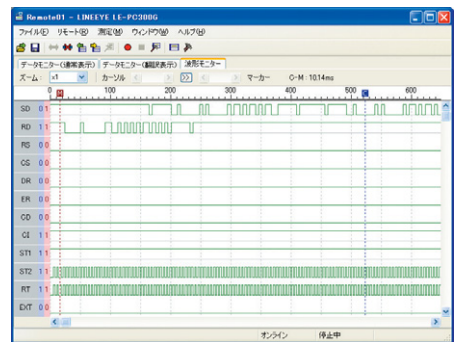 Remote01 - LINEEYE LE-PC300G
ファイル(F) リモート(R) 測定(M) ウィンドウ(W) ヘルプ(H)
データモニター(通常表示) データモニター(翻訳表示) 波形モニター
ズーム: ×1 カーソル マーカー O-M : 10.14ms
0 100 200 300 400 500 600
SD 0 1
RD 1 1
RS 0 0
CS 0 0
DR 0 0
ER 0 0
CD 0 0
CI 1 1
ST1 1 1
ST2 1 1
RT 1 1
EXT 0 0
オンライン 停止中